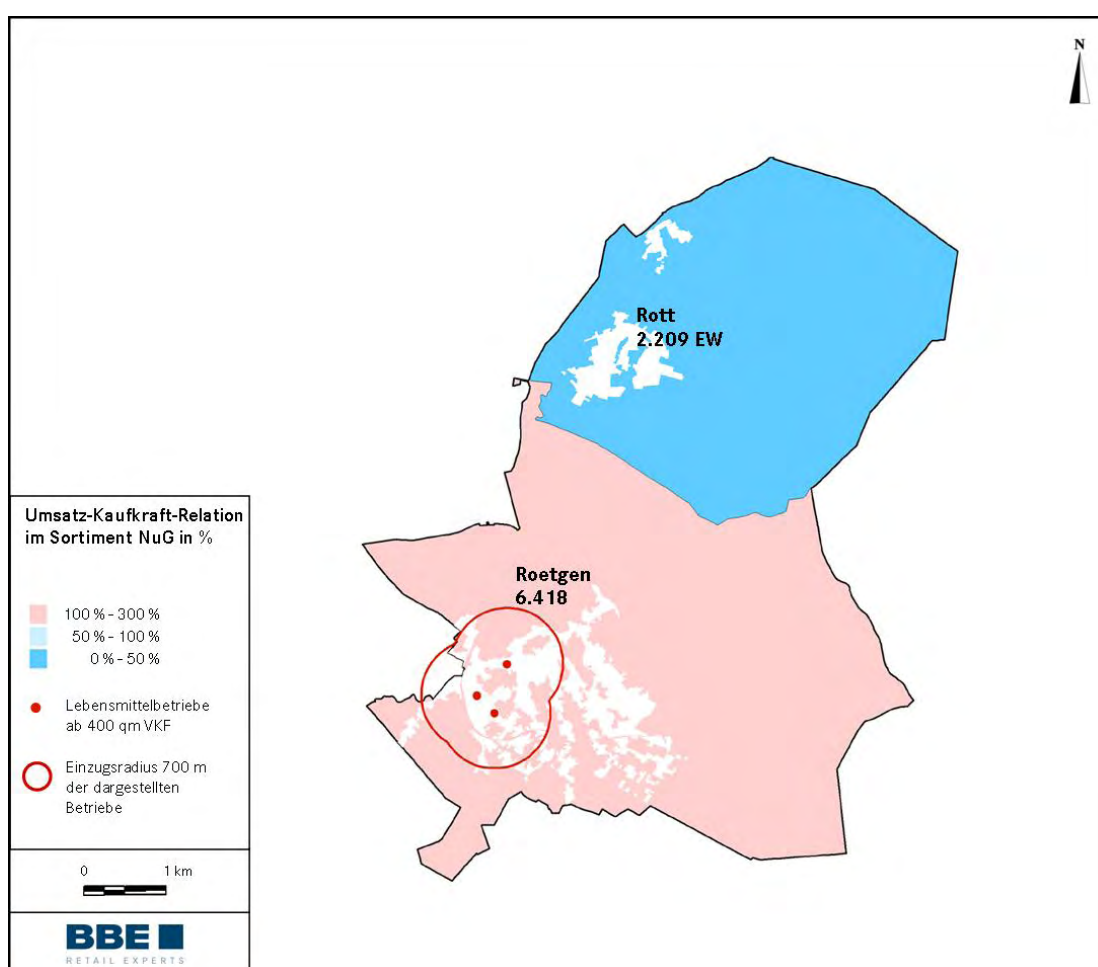 N
Rott
2.209 EW
Roetgen
6.418
Umsatz-Kaufkraft-Relation
im Sortiment NuG in %
100 % - 300 %
50 % - 100 %
0 % - 50 %
Lebensmittelbetriebe
ab 400 qm VKF
Einzugsradius 700 m
der dargestellten
Betriebe
0 1 km
BBE
RETAIL EXPERTS